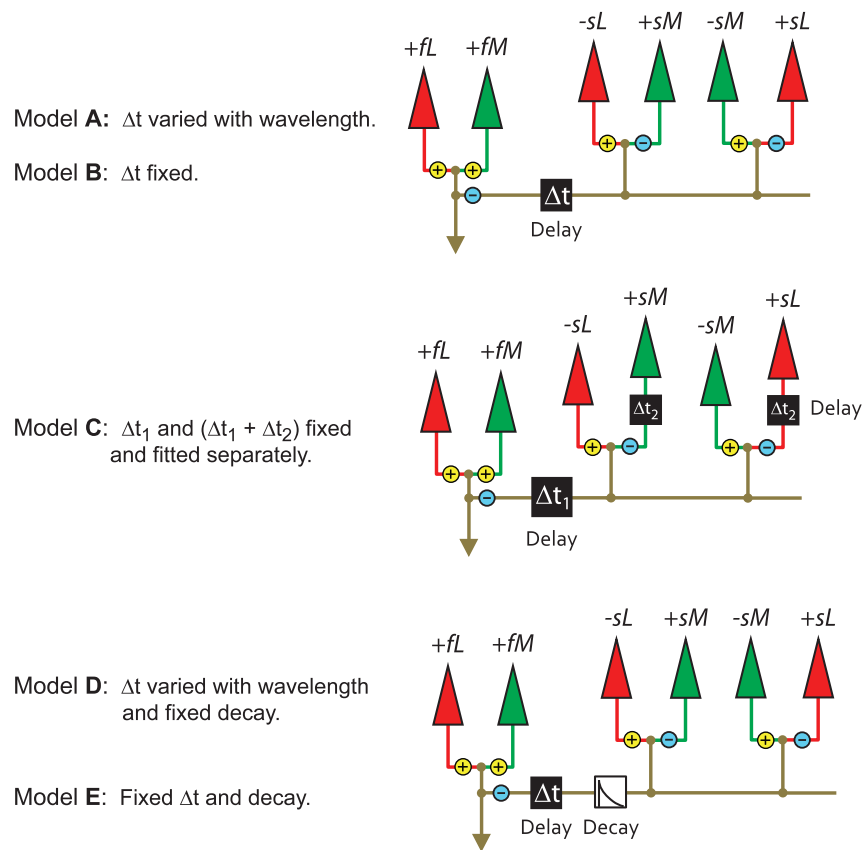 +fL +fM -sL +sM -sM +sL
Model A: Δt varied with wavelength.
+ + + − + −
Model B: Δt fixed.
− Δt
Delay
+fL +fM -sL +sM -sM +sL
Δt2 Δt2 Delay
Model C: Δt1 and (Δt1 + Δt2) fixed
and fitted separately.
+ + + − + −
− Δt1
Delay
+fL +fM -sL +sM -sM +sL
Model D: Δt varied with wavelength
and fixed decay.
+ + + − + −
Model E: Fixed Δt and decay.
− Δt
Delay Decay